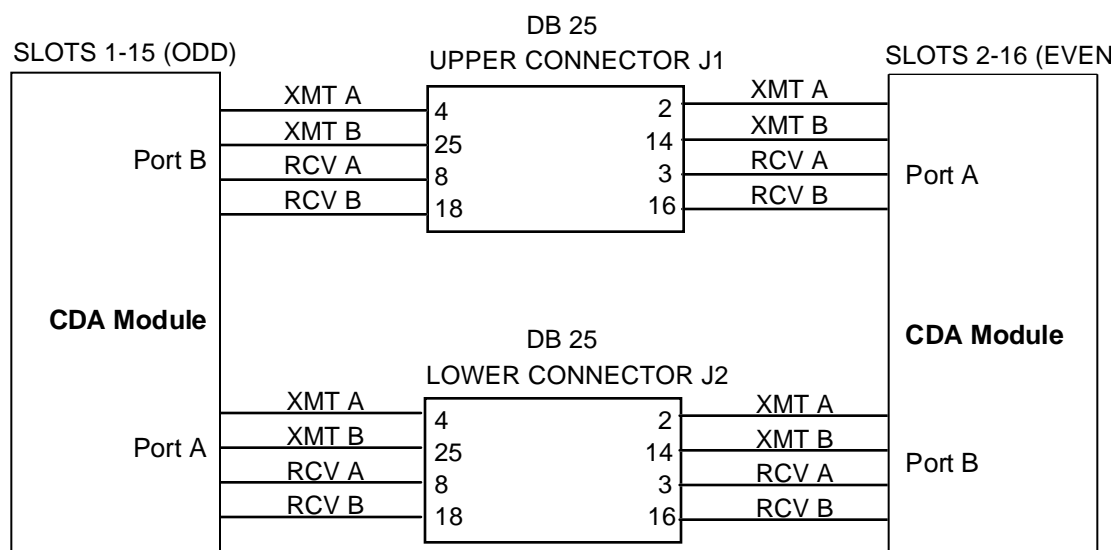 DB 25
SLOTS 1-15 (ODD)
UPPER CONNECTOR J1
SLOTS 2-16 (EVEN
XMT A
4
2
XMT A
XMT B
25
14
XMT B
Port B
RCV A
8
3
RCV A
Port A
RCV B
18
16
RCV B
CDA Module
CDA Module
DB 25
LOWER CONNECTOR J2
XMT A
4
2
XMT A
XMT B
25
14
XMT B
Port A
RCV A
8
3
RCV A
Port B
RCV B
18
16
RCV B